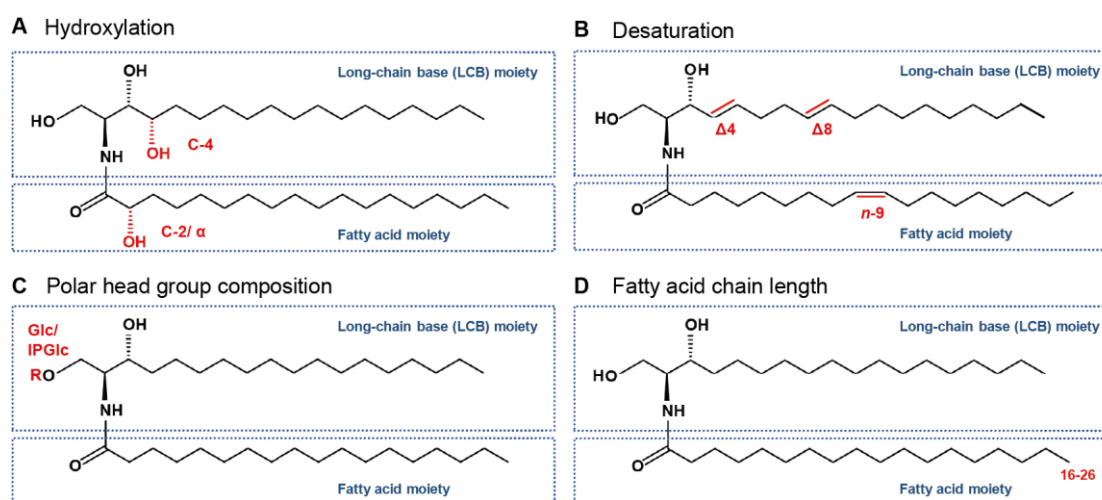 A Hydroxylation
Long-chain base (LCB) moiety
OH
HO
NH
OH
C-4
O
OH
C-2/ α
Fatty acid moiety
B Desaturation
Long-chain base (LCB) moiety
OH
HO
Δ4
Δ8
NH
O
n-9
Fatty acid moiety
C Polar head group composition
Long-chain base (LCB) moiety
Glc/
IPGlc
OH
RO
NH
O
Fatty acid moiety
D Fatty acid chain length
Long-chain base (LCB) moiety
OH
HO
NH
O
16-26
Fatty acid moiety